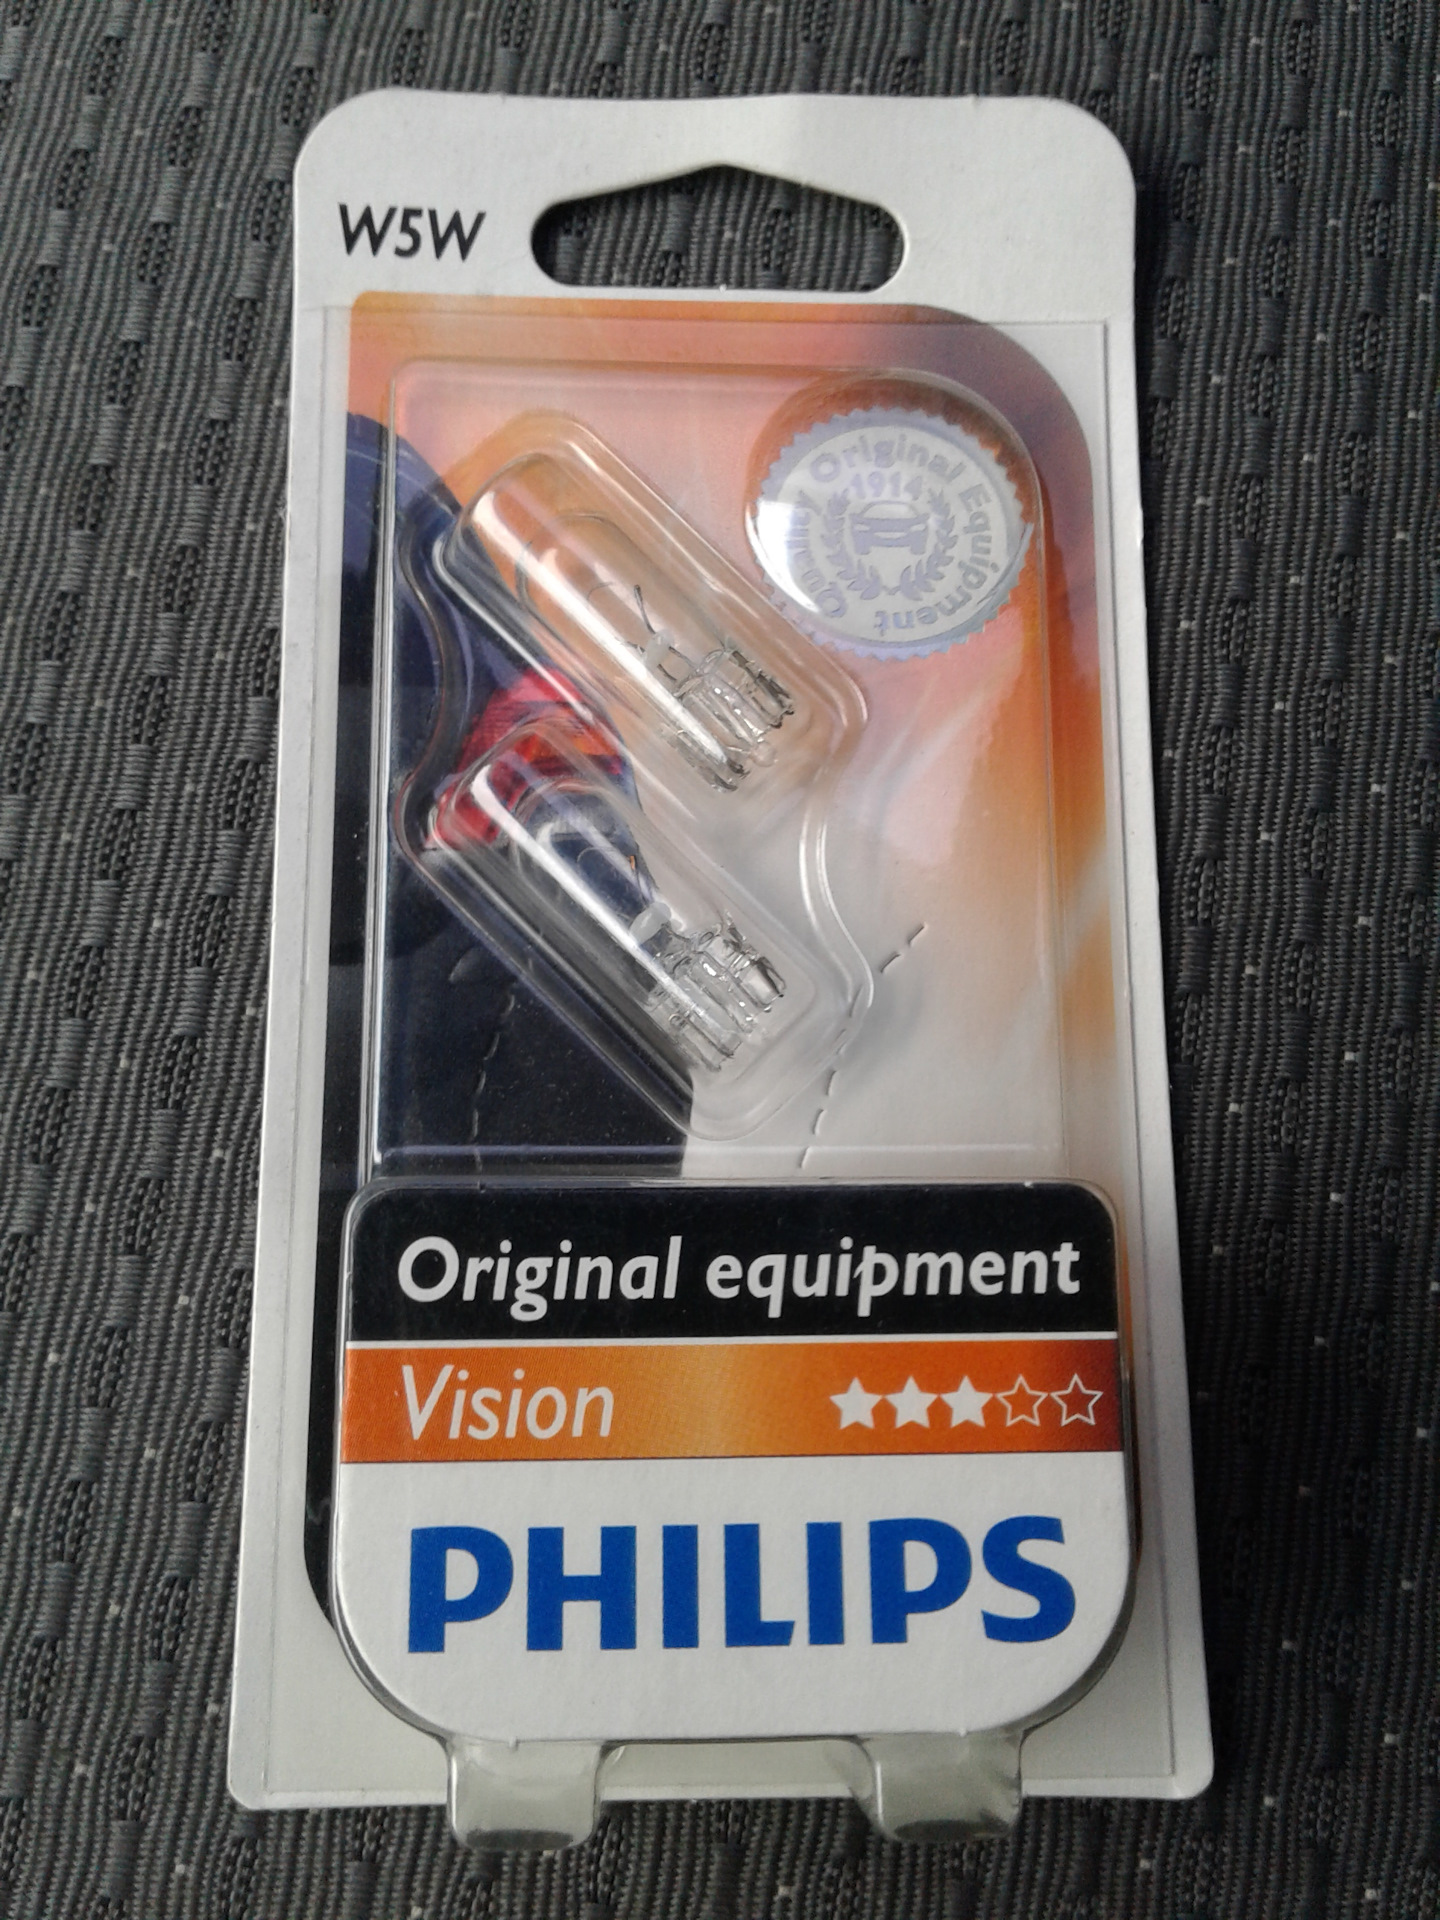 W5W
Quality Original Equipment
1914
Original equipment
Vision
PHILIPS